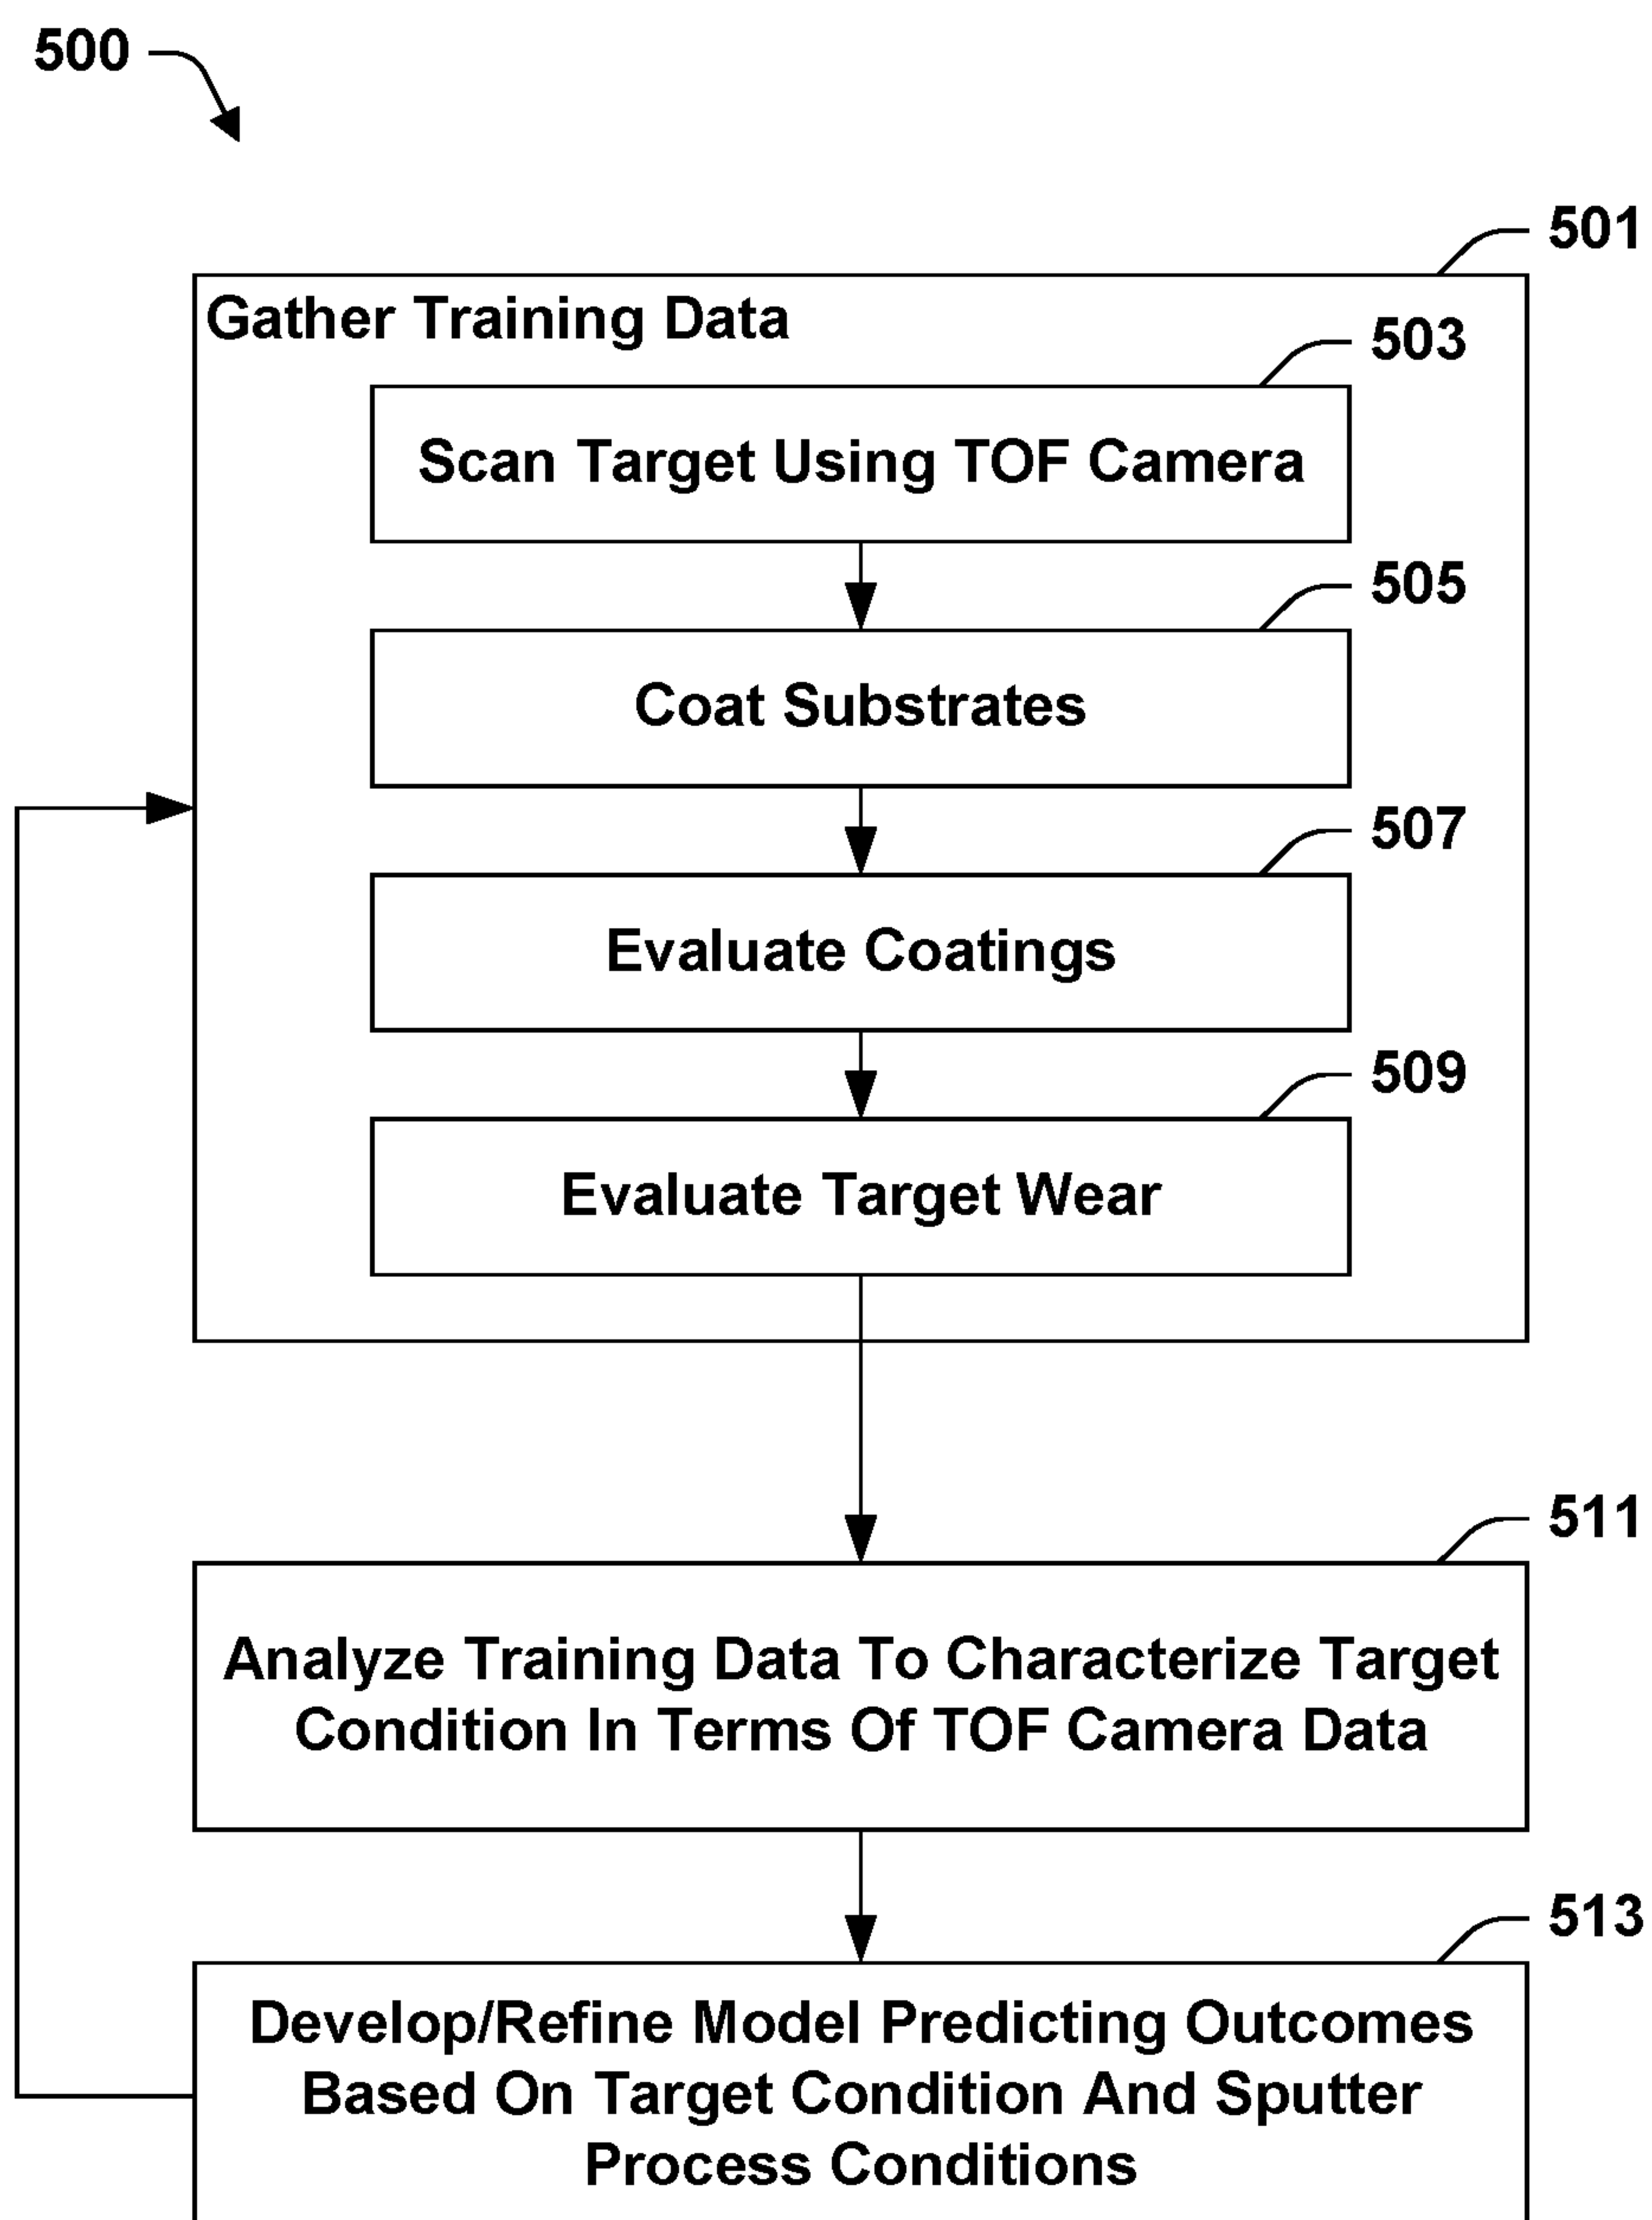 500
501
Gather Training Data
503
Scan Target Using TOF Camera
505
Coat Substrates
507
Evaluate Coatings
509
Evaluate Target Wear
511
Analyze Training Data To Characterize Target
Condition In Terms Of TOF Camera Data
513
Develop/Refine Model Predicting Outcomes
Based On Target Condition And Sputter
Process Conditions